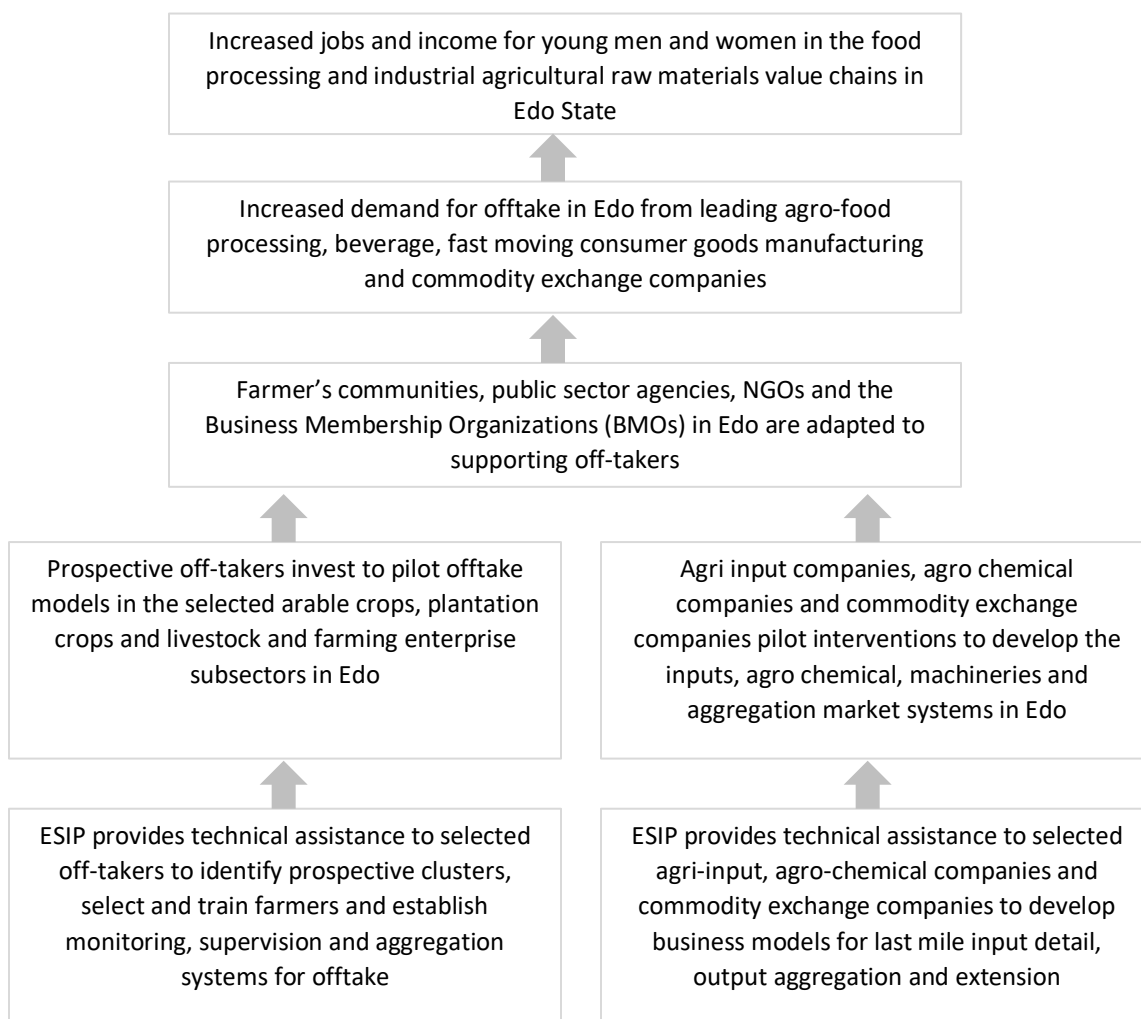 Increased jobs and income for young men and women in the food
processing and industrial agricultural raw materials value chains in
Edo State
Increased demand for offtake in Edo from leading agro-food
processing, beverage, fast moving consumer goods manufacturing
and commodity exchange companies
Farmer’s communities, public sector agencies, NGOs and the
Business Membership Organizations (BMOs) in Edo are adapted to
supporting off-takers
Prospective off-takers invest to pilot offtake
models in the selected arable crops, plantation
crops and livestock and farming enterprise
subsectors in Edo
Agri input companies, agro chemical
companies and commodity exchange
companies pilot interventions to develop the
inputs, agro chemical, machineries and
aggregation market systems in Edo
ESIP provides technical assistance to selected
off-takers to identify prospective clusters,
select and train farmers and establish
monitoring, supervision and aggregation
systems for offtake
ESIP provides technical assistance to selected
agri-input, agro-chemical companies and
commodity exchange companies to develop
business models for last mile input detail,
output aggregation and extension